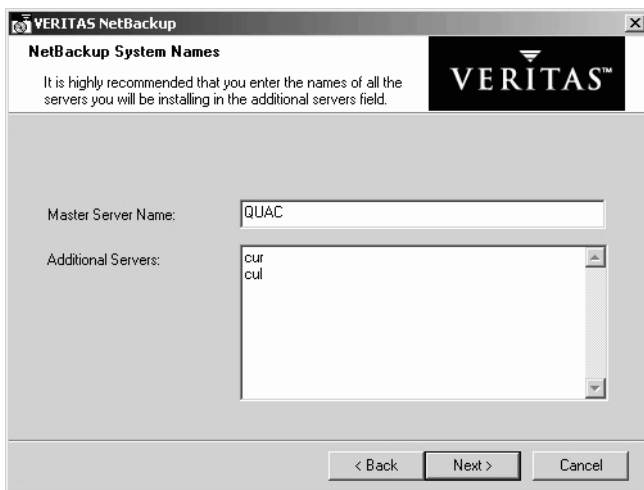 VERITAS NetBackup
NetBackup System Names
It is highly recommended that you enter the names of all the
servers you will be installing in the additional servers field.
VERITAS™
Master Server Name:
QUAC
Additional Servers:
cur
cul
< Back
Next >
Cancel